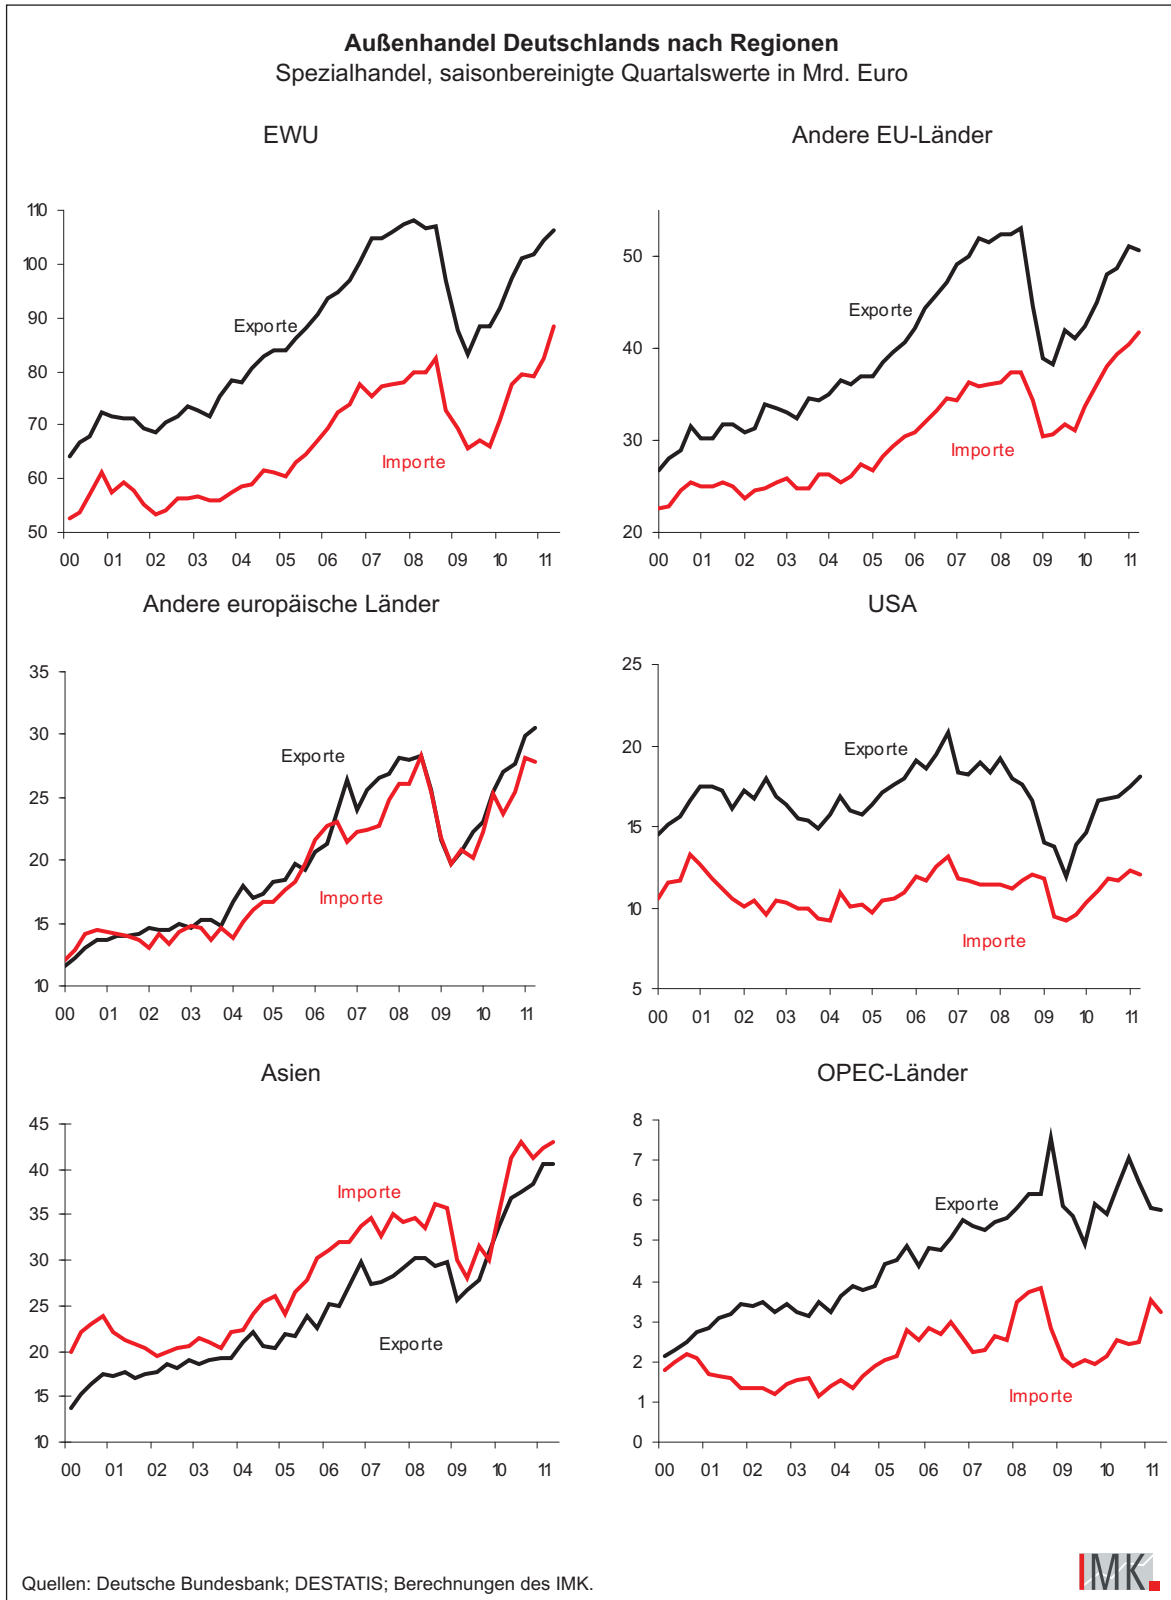 Außenhandel Deutschlands nach Regionen
Spezialhandel, saisonbereinigte Quartalswerte in Mrd. Euro
EWU
110
100
90
80
70
60
50
Exporte
Importe
00 01 02 03 04 05 06 07 08 09 10 11
Andere EU-Länder
50
40
30
20
Exporte
Importe
00 01 02 03 04 05 06 07 08 09 10 11
Andere europäische Länder
35
30
25
20
15
10
Exporte
Importe
00 01 02 03 04 05 06 07 08 09 10 11
USA
25
20
15
10
5
Exporte
Importe
00 01 02 03 04 05 06 07 08 09 10 11
Asien
45
40
35
30
25
20
15
10
Importe
Exporte
00 01 02 03 04 05 06 07 08 09 10 11
OPEC-Länder
8
7
6
5
4
3
2
1
0
Exporte
Importe
00 01 02 03 04 05 06 07 08 09 10 11
Quellen: Deutsche Bundesbank; DESTATIS; Berechnungen des IMK.
IMK